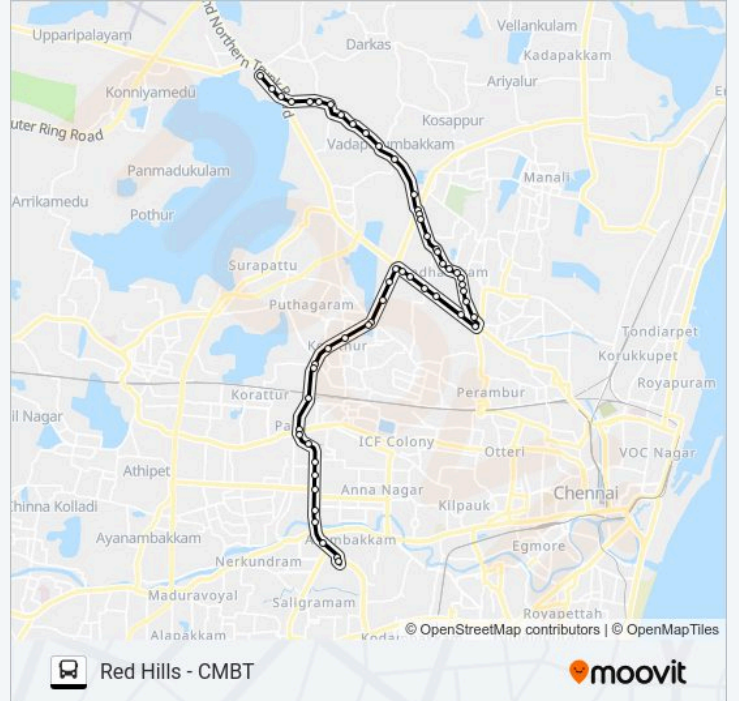 Upparipalayam
Vellankulam
Darkas
Kadapakkam
Ariyalur
Konniyamedu
Kosappur
uter Ring Road
Panmadukulam
Manali
Arrikamedu
Pothur
Surapattu
Puthagaram
Tondiarpet
Korukkupet
Royapuram
Korattur
Perambur
il Nagar
ICF Colony
Otteri
VOC Nagar
Athipet
Anna Nagar
Chennai
Kilpauk
hinna Kolladi
Ayanambakkam
Egmore
Nerkundram
Maduravoyal
Saligramam
Royapettah
Alapakkam
Kodai
© OpenStreetMap contributors | © OpenMapTiles
Red Hills - CMBT
moovit